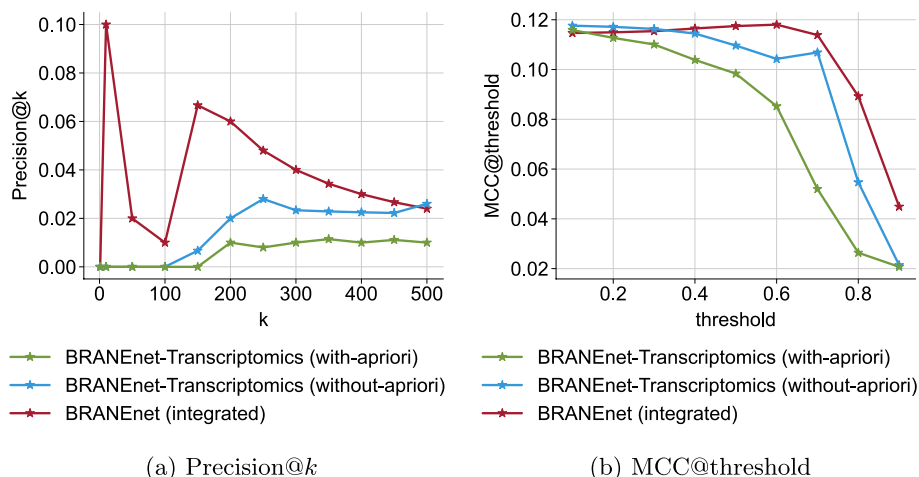 0.10
0.08
0.06
0.04
0.02
0.00
Precision@k
0 100 200 300 400 500
k
BRANEnet-Transcriptomics (with-apriori)
BRANEnet-Transcriptomics (without-apriori)
BRANEnet (integrated)
(a) Precision@k
0.12
0.10
0.08
0.06
0.04
0.02
MCC@threshold
0.2 0.4 0.6 0.8
threshold
BRANEnet-Transcriptomics (with-apriori)
BRANEnet-Transcriptomics (without-apriori)
BRANEnet (integrated)
(b) MCC@threshold